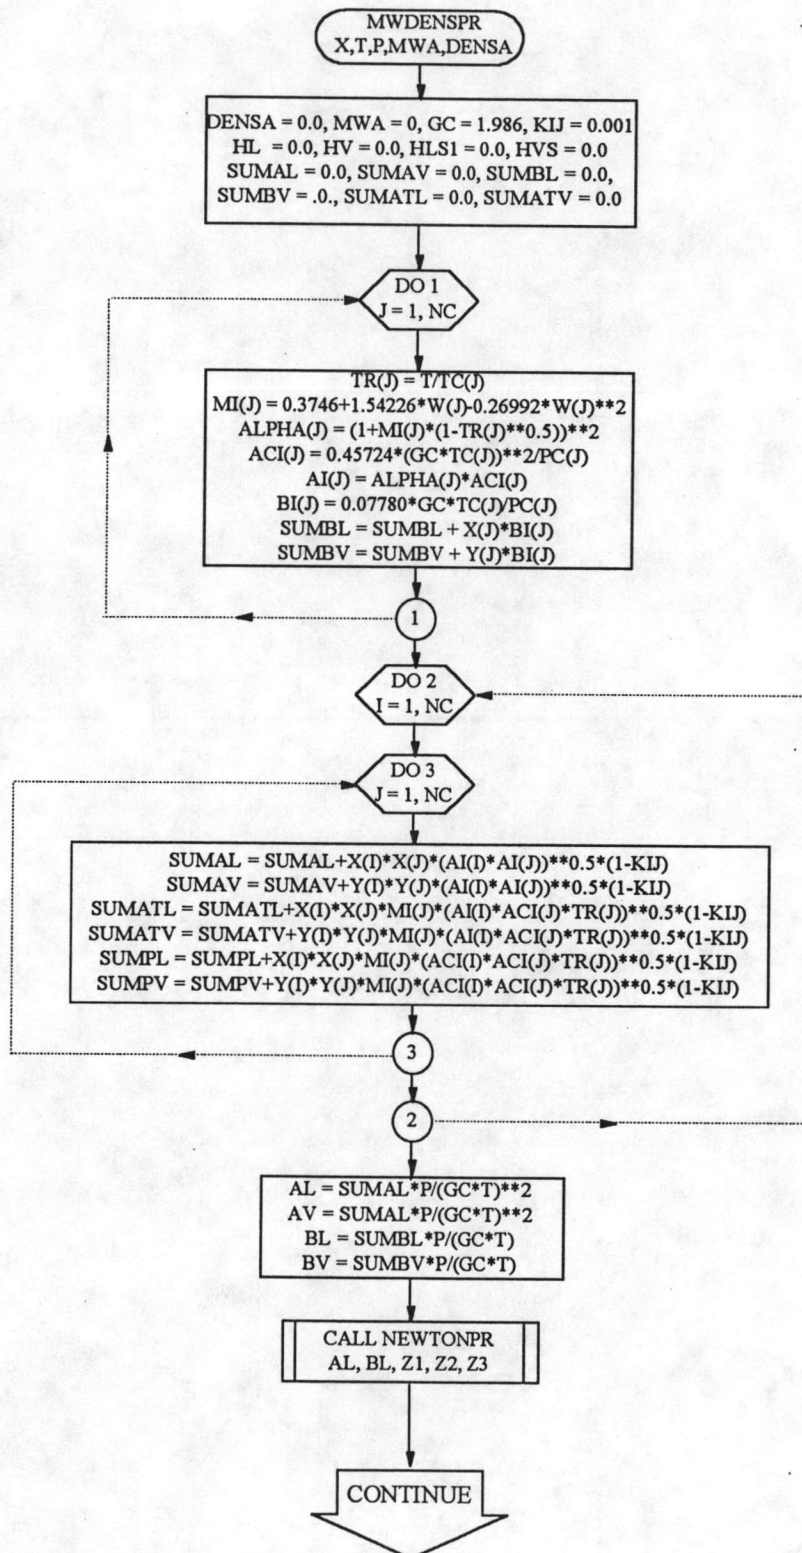 MWDENSPR
X,T,P,MWA,DENSA
DENSA = 0.0, MWA = 0, GC = 1.986, KIJ = 0.001
HL = 0.0, HV = 0.0, HLS1 = 0.0, HVS = 0.0
SUMAL = 0.0, SUMAV = 0.0, SUMBL = 0.0,
SUMBV = .0., SUMATL = 0.0, SUMATV = 0.0
DO 1
J = 1, NC
TR(J) = T/TC(J)
MI(J) = 0.3746+1.54226*W(J)-0.26992*W(J)**2
ALPHA(J) = (1+MI(J)*(1-TR(J)**0.5))**2
ACI(J) = 0.45724*(GC*TC(J))**2/PC(J)
AI(J) = ALPHA(J)*ACI(J)
BI(J) = 0.07780*GC*TC(J)/PC(J)
SUMBL = SUMBL + X(J)*BI(J)
SUMBV = SUMBV + Y(J)*BI(J)
1
DO 2
I = 1, NC
DO 3
J = 1, NC
SUMAL = SUMAL+X(I)*X(J)*(AI(I)*AI(J))**0.5*(1-KIJ)
SUMAV = SUMAV+Y(I)*Y(J)*(AI(I)*AI(J))**0.5*(1-KIJ)
SUMATL = SUMATL+X(I)*X(J)*MI(J)*(AI(I)*ACI(J)*TR(J))**0.5*(1-KIJ)
SUMATV = SUMATV+Y(I)*Y(J)*MI(J)*(AI(I)*ACI(J)*TR(J))**0.5*(1-KIJ)
SUMPL = SUMPL+X(I)*X(J)*MI(J)*(ACI(I)*ACI(J)*TR(J))**0.5*(1-KIJ)
SUMPV = SUMPV+Y(I)*Y(J)*MI(J)*(ACI(I)*ACI(J)*TR(J))**0.5*(1-KIJ)
3
2
AL = SUMAL*P/(GC*T)**2
AV = SUMAL*P/(GC*T)**2
BL = SUMBL*P/(GC*T)
BV = SUMBV*P/(GC*T)
CALL NEWTONPR
AL, BL, Z1, Z2, Z3
CONTINUE